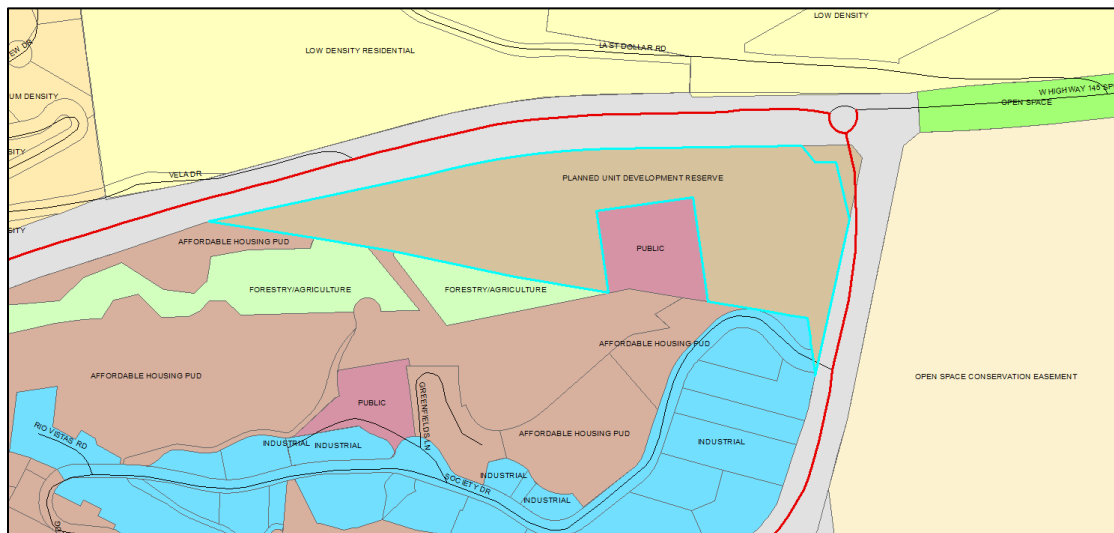 LOW DENSITY
EW DR
LOW DENSITY RESIDENTIAL
LAST DOLLAR RD
UM DENSITY
W HIGHWAY 145 SP
OPEN SPACE
SITY
VELA DR
PLANNED UNIT DEVELOPMENT RESERVE
SITY
AFFORDABLE HOUSING PUD
PUBLIC
FORESTRY/AGRICULTURE
FORESTRY/AGRICULTURE
AFFORDABLE HOUSING PUD
AFFORDABLE HOUSING PUD
OPEN SPACE CONSERVATION EASEMENT
PUBLIC
GREENFIELDS LN
RIO VISTAS RD
AFFORDABLE HOUSING PUD
INDUSTRIAL
INDUSTRIAL
INDUSTRIAL
INDUSTRIAL
SOCIETY DR
INDUSTRIAL